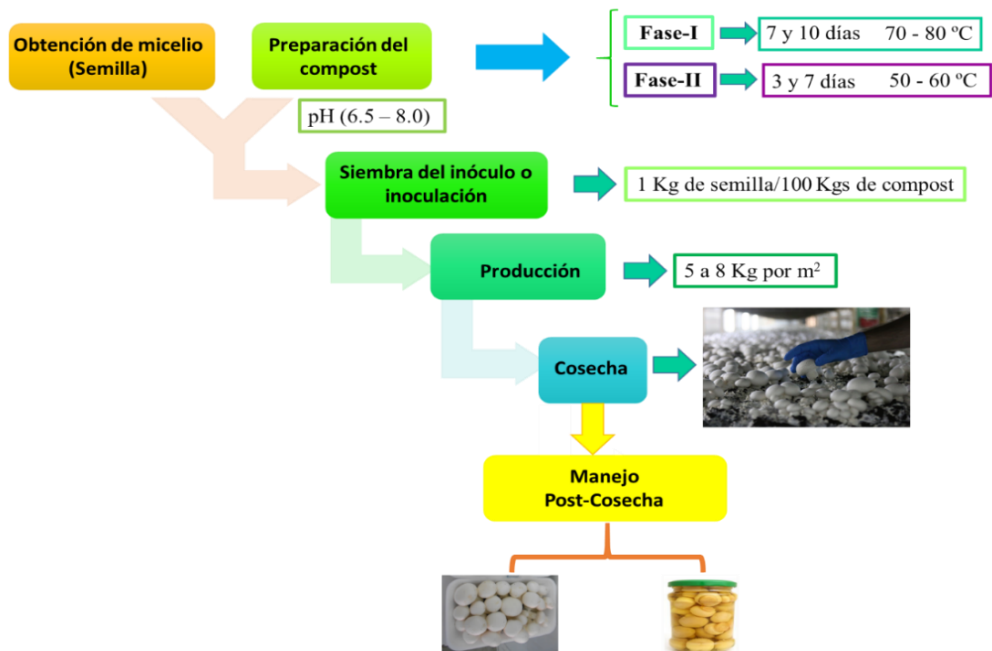 Obtención de micelio
(Semilla)
Preparación del
compost
Fase-I
7 y 10 días 70 - 80 ºC
Fase-II
3 y 7 días 50 - 60 ºC
pH (6.5 – 8.0)
Siembra del inóculo o
inoculación
1 Kg de semilla/100 Kgs de compost
Producción
5 a 8 Kg por m²
Cosecha
Manejo
Post-Cosecha